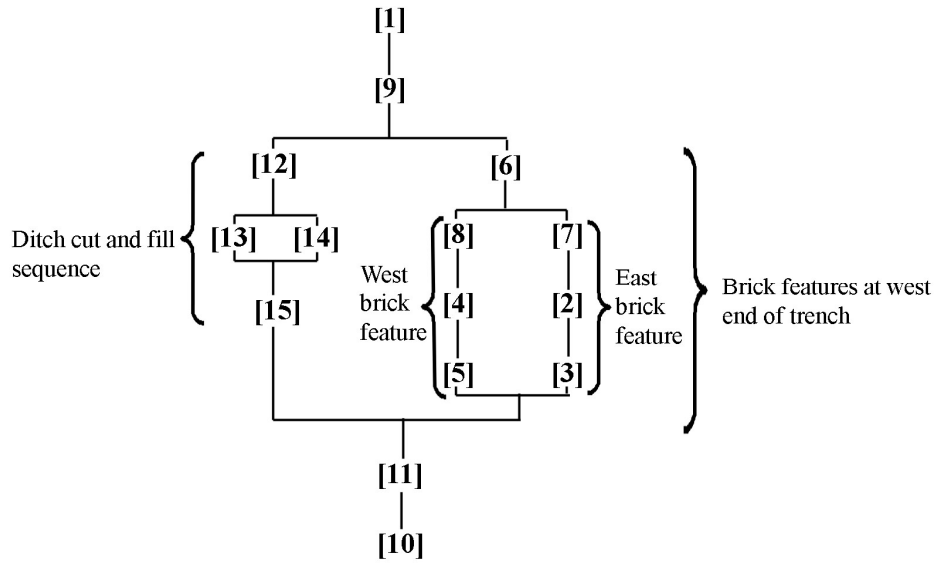 [1]
[9]
[12]
[6]
[13]
[14]
[8]
[7]
Ditch cut and fill
sequence
West
brick
feature
East
brick
feature
Brick features at west
end of trench
[15]
[4]
[2]
[5]
[3]
[11]
[10]